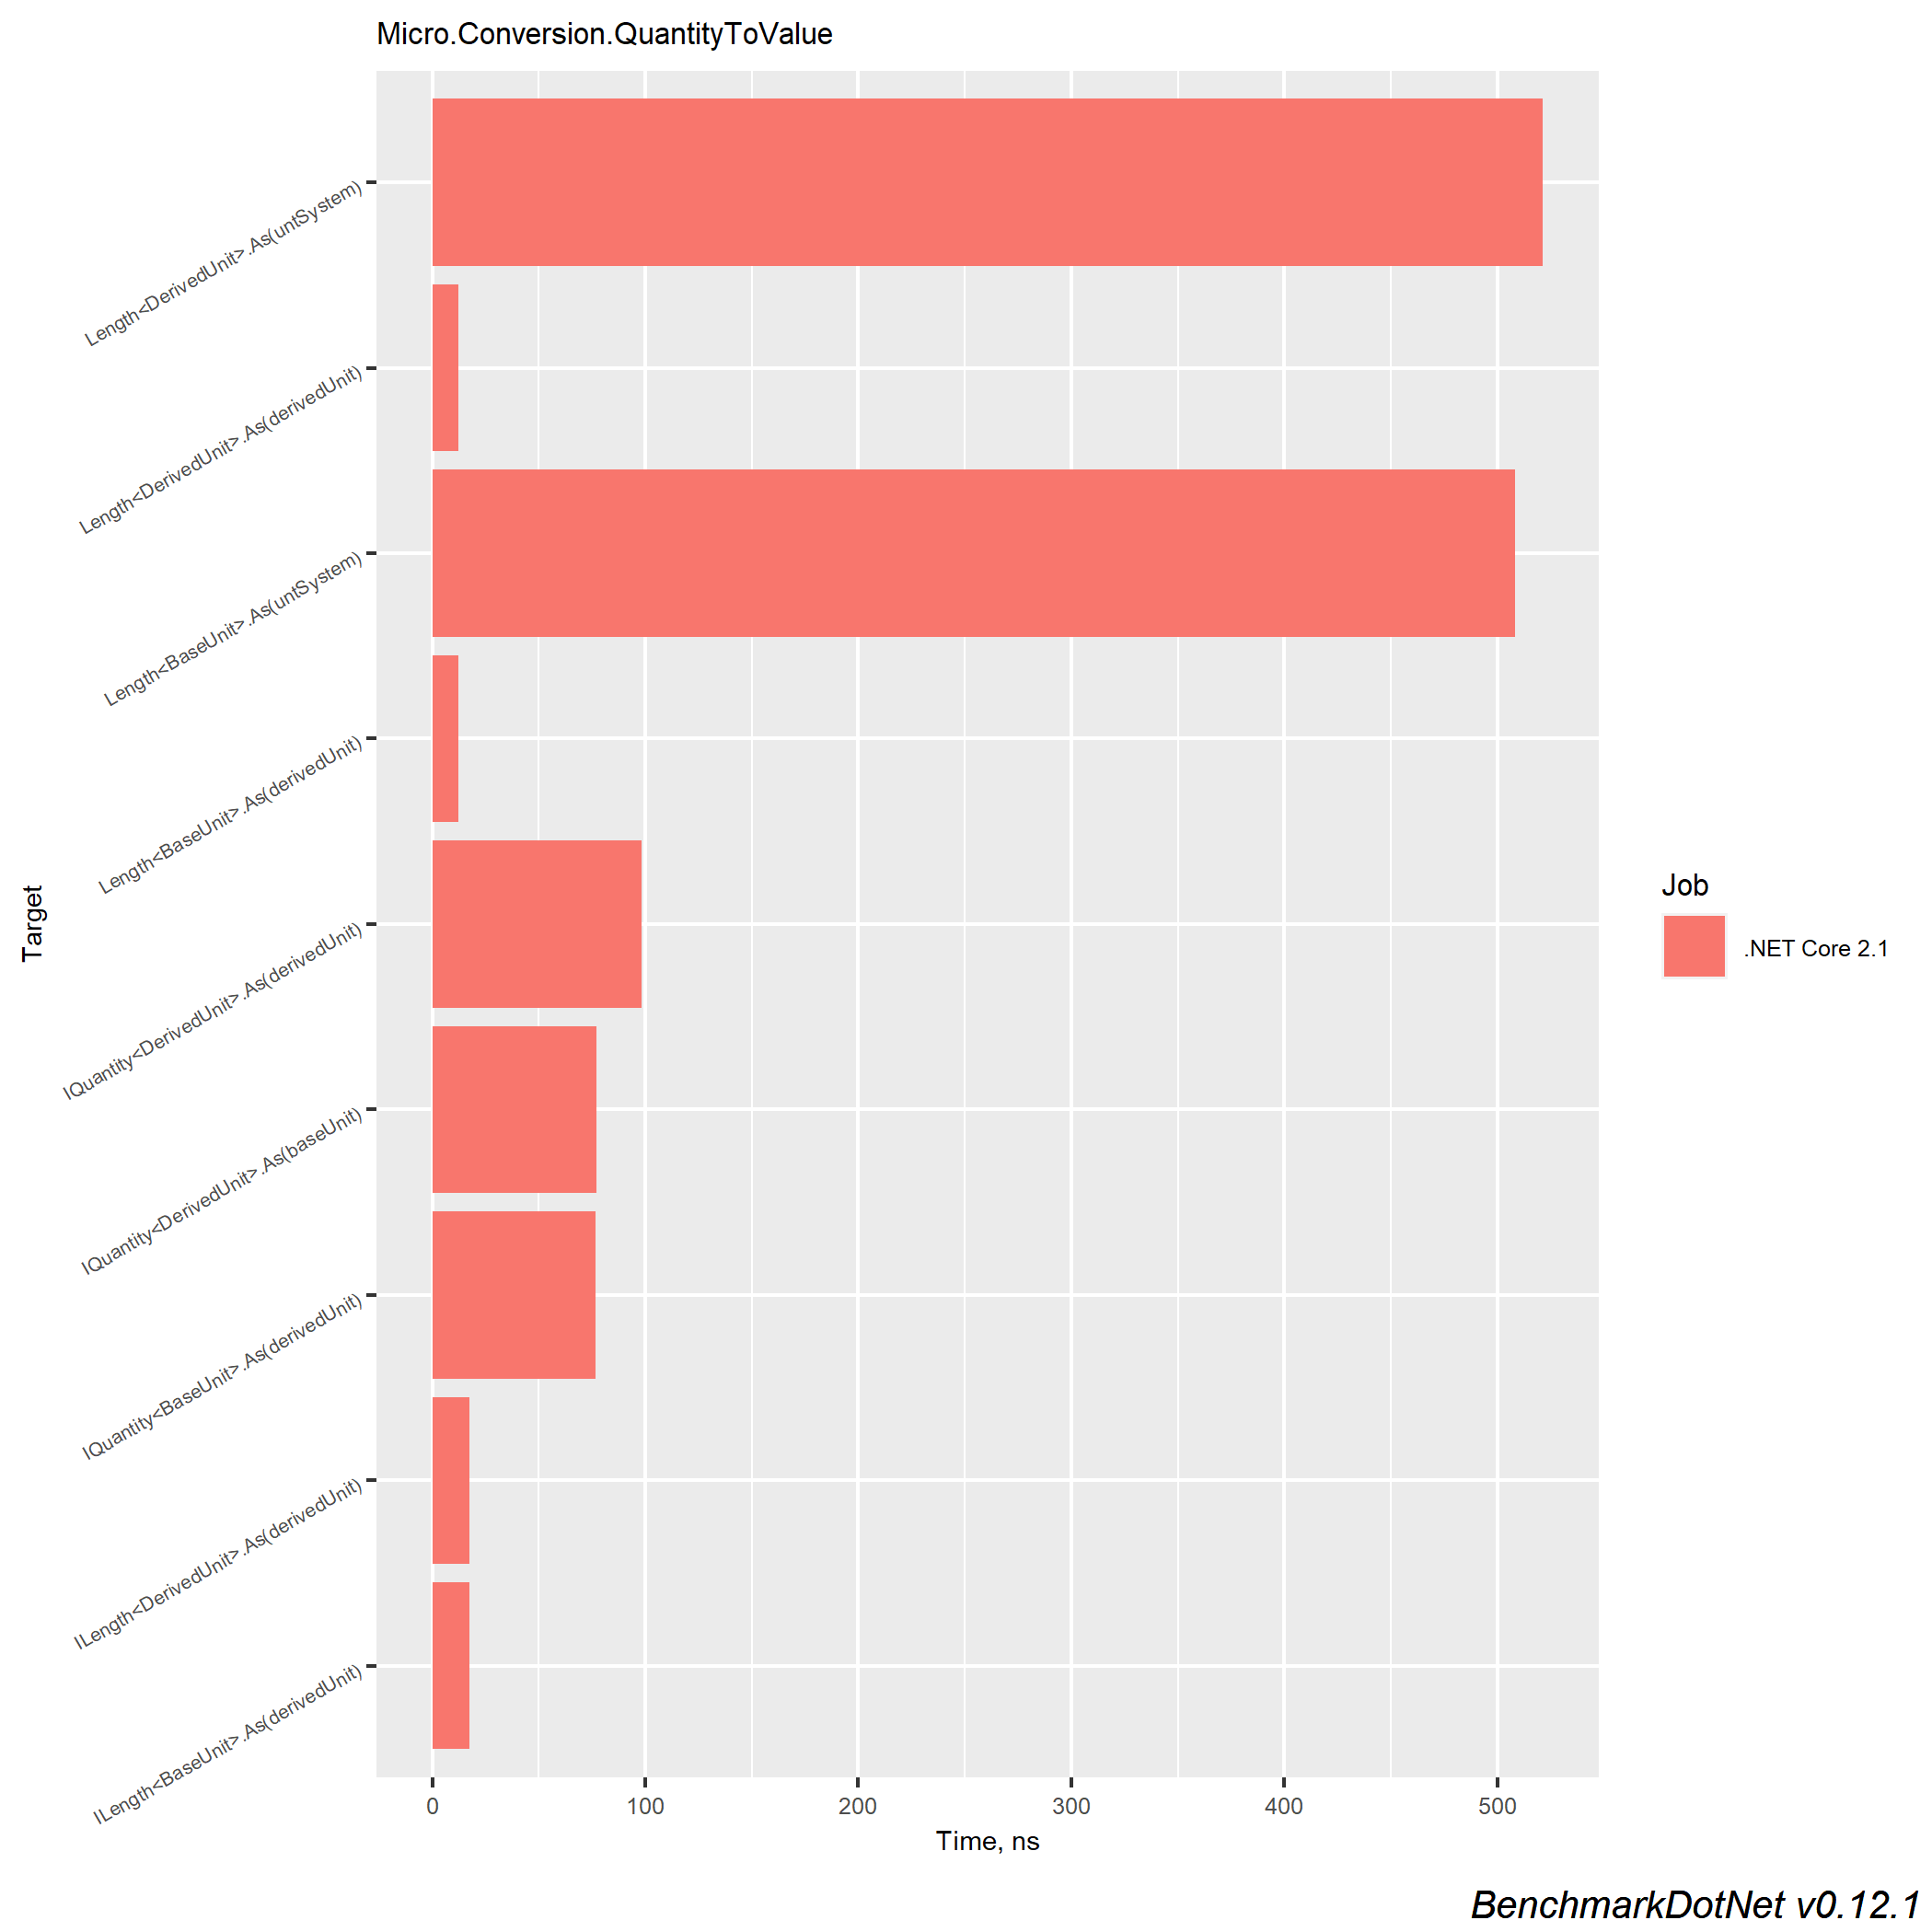 Micro.Conversion.QuantityToValue
Length<DerivedUnit>.As(untSystem)
Length<DerivedUnit>.As(derivedUnit)
Length<BaseUnit>.As(untSystem)
Length<BaseUnit>.As(derivedUnit)
IQuantity<DerivedUnit>.As(derivedUnit)
IQuantity<DerivedUnit>.As(baseUnit)
IQuantity<BaseUnit>.As(derivedUnit)
ILength<DerivedUnit>.As(derivedUnit)
ILength<BaseUnit>.As(derivedUnit)
Target
0 100 200 300 400 500
Time, ns
Job
.NET Core 2.1
BenchmarkDotNet v0.12.1